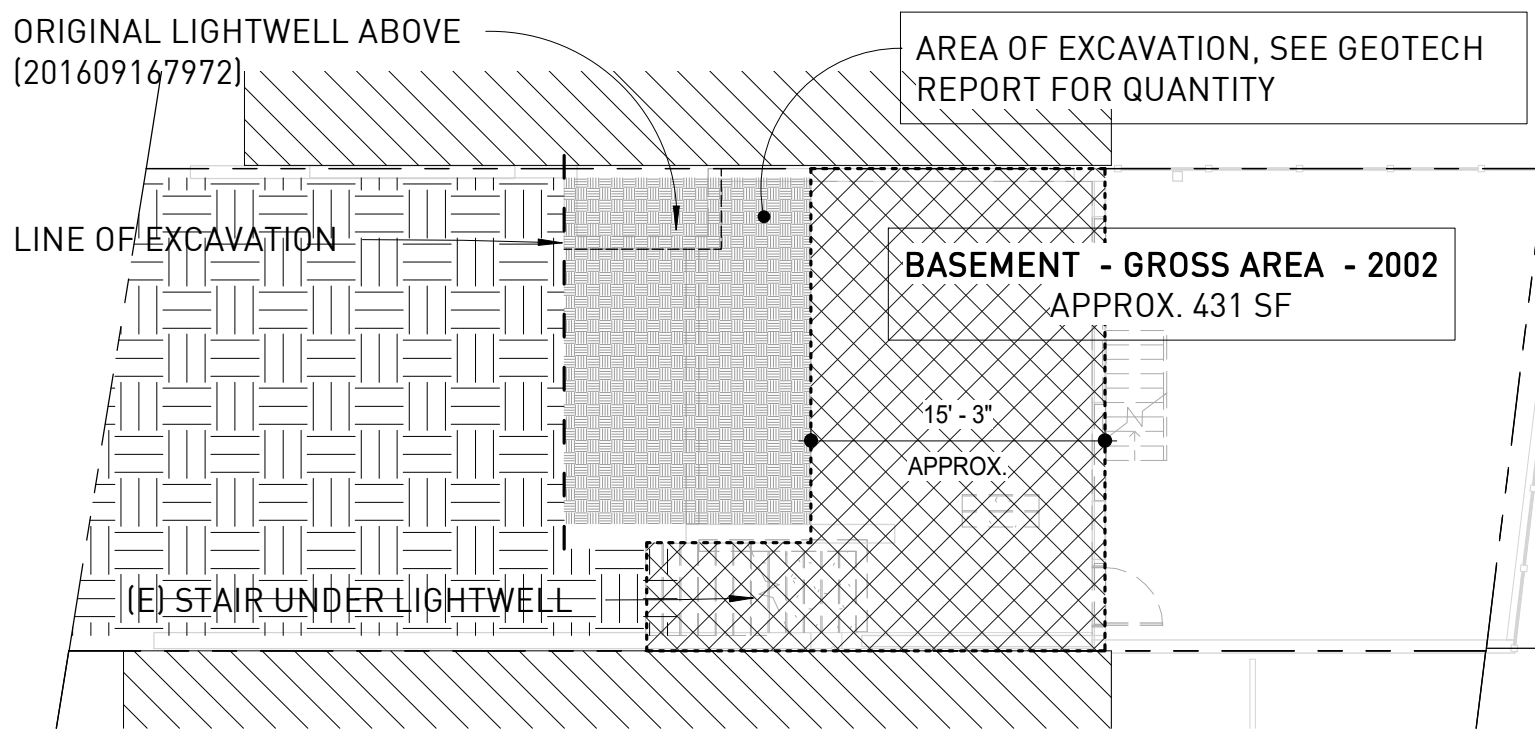 ORIGINAL LIGHTWELL ABOVE
(201609167972)
AREA OF EXCAVATION, SEE GEOTECH
REPORT FOR QUANTITY
LINE OF EXCAVATION
BASEMENT - GROSS AREA - 2002
APPROX. 431 SF
15' - 3"
APPROX.
(E) STAIR UNDER LIGHTWELL